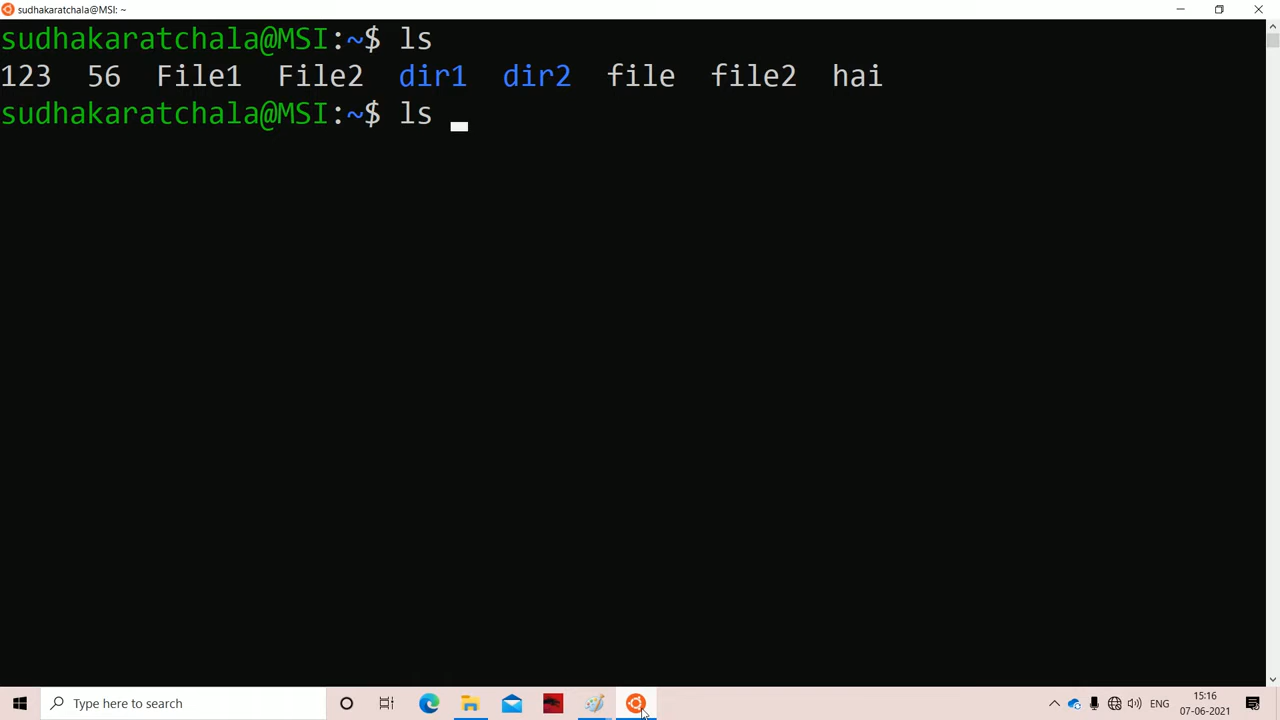 sudhakaratchala@MSI: ~
sudhakaratchala@MSI:~$ ls
123 56 File1 File2 dir1 dir2 file file2 hai
sudhakaratchala@MSI:~$ ls
Type here to search
ENG
15:16
07-06-2021